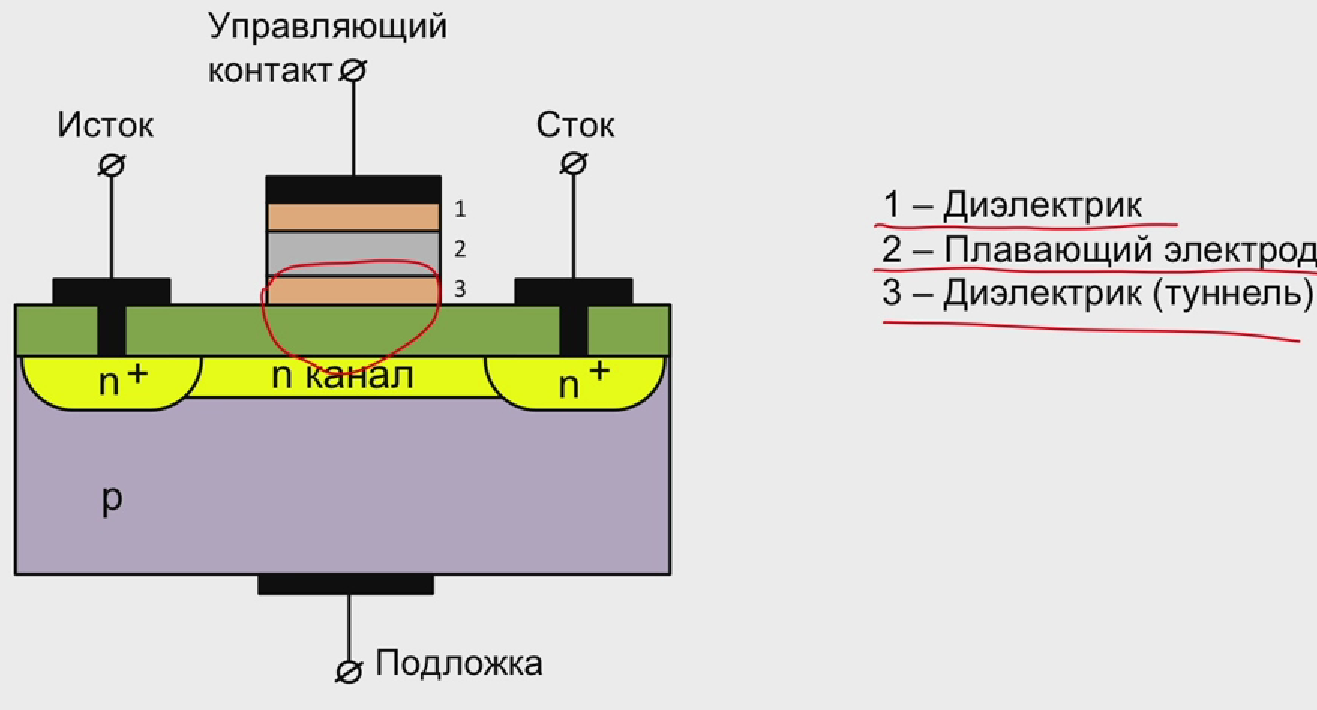 Управляющий
контакт
Исток
Сток
1
2
3
1 – Диэлектрик
2 – Плавающий электрод
3 – Диэлектрик (туннель)
n+
n канал
n+
p
Подложка